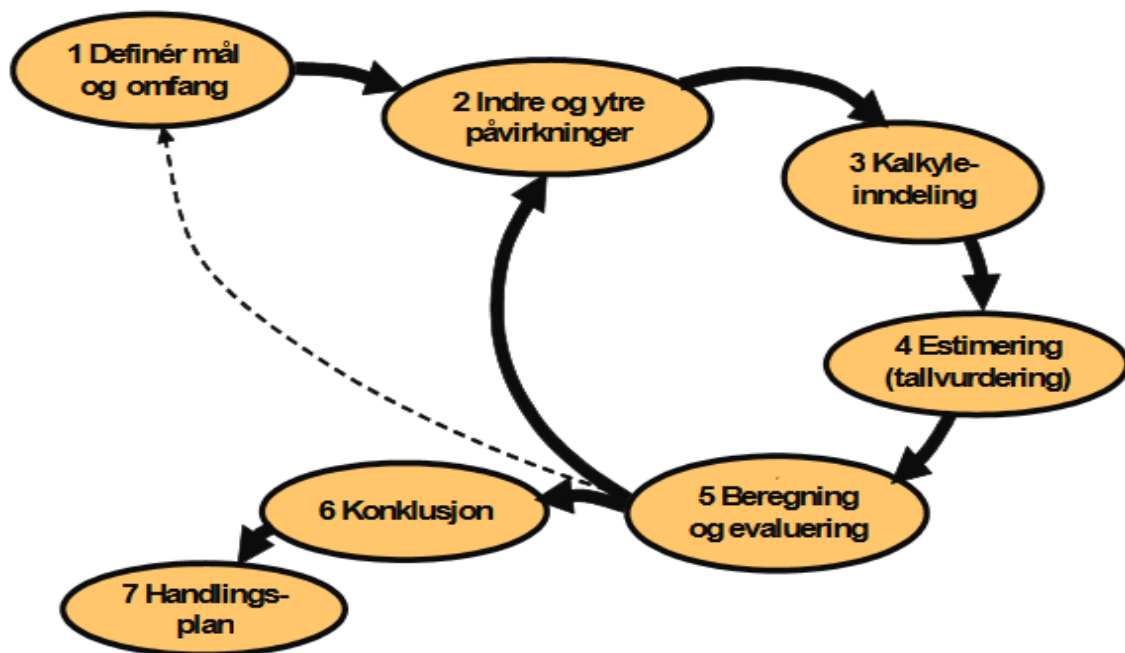 1 Definér mål
og omfang
2 Indre og ytre
påvirkninger
3 Kalkyle-
inndeling
4 Estimering
(tallvurdering)
5 Beregning
og evaluering
6 Konklusjon
7 Handlings-
plan